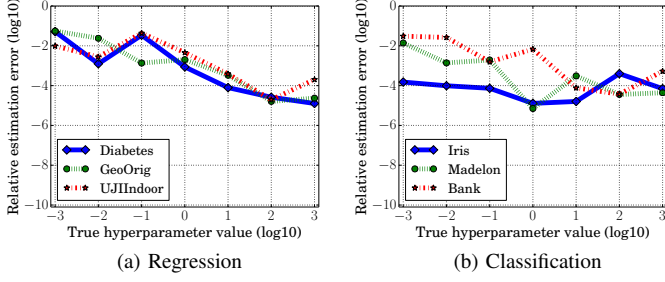 Relative estimation error (log10)
0
−2
−4
−6
−8
−10
Diabetes
GeoOrig
UJIIndoor
−3 −2 −1 0 1 2 3
True hyperparameter value (log10)
(a) Regression
Relative estimation error (log10)
0
−2
−4
−6
−8
−10
Iris
Madelon
Bank
−3 −2 −1 0 1 2 3
True hyperparameter value (log10)
(b) Classification